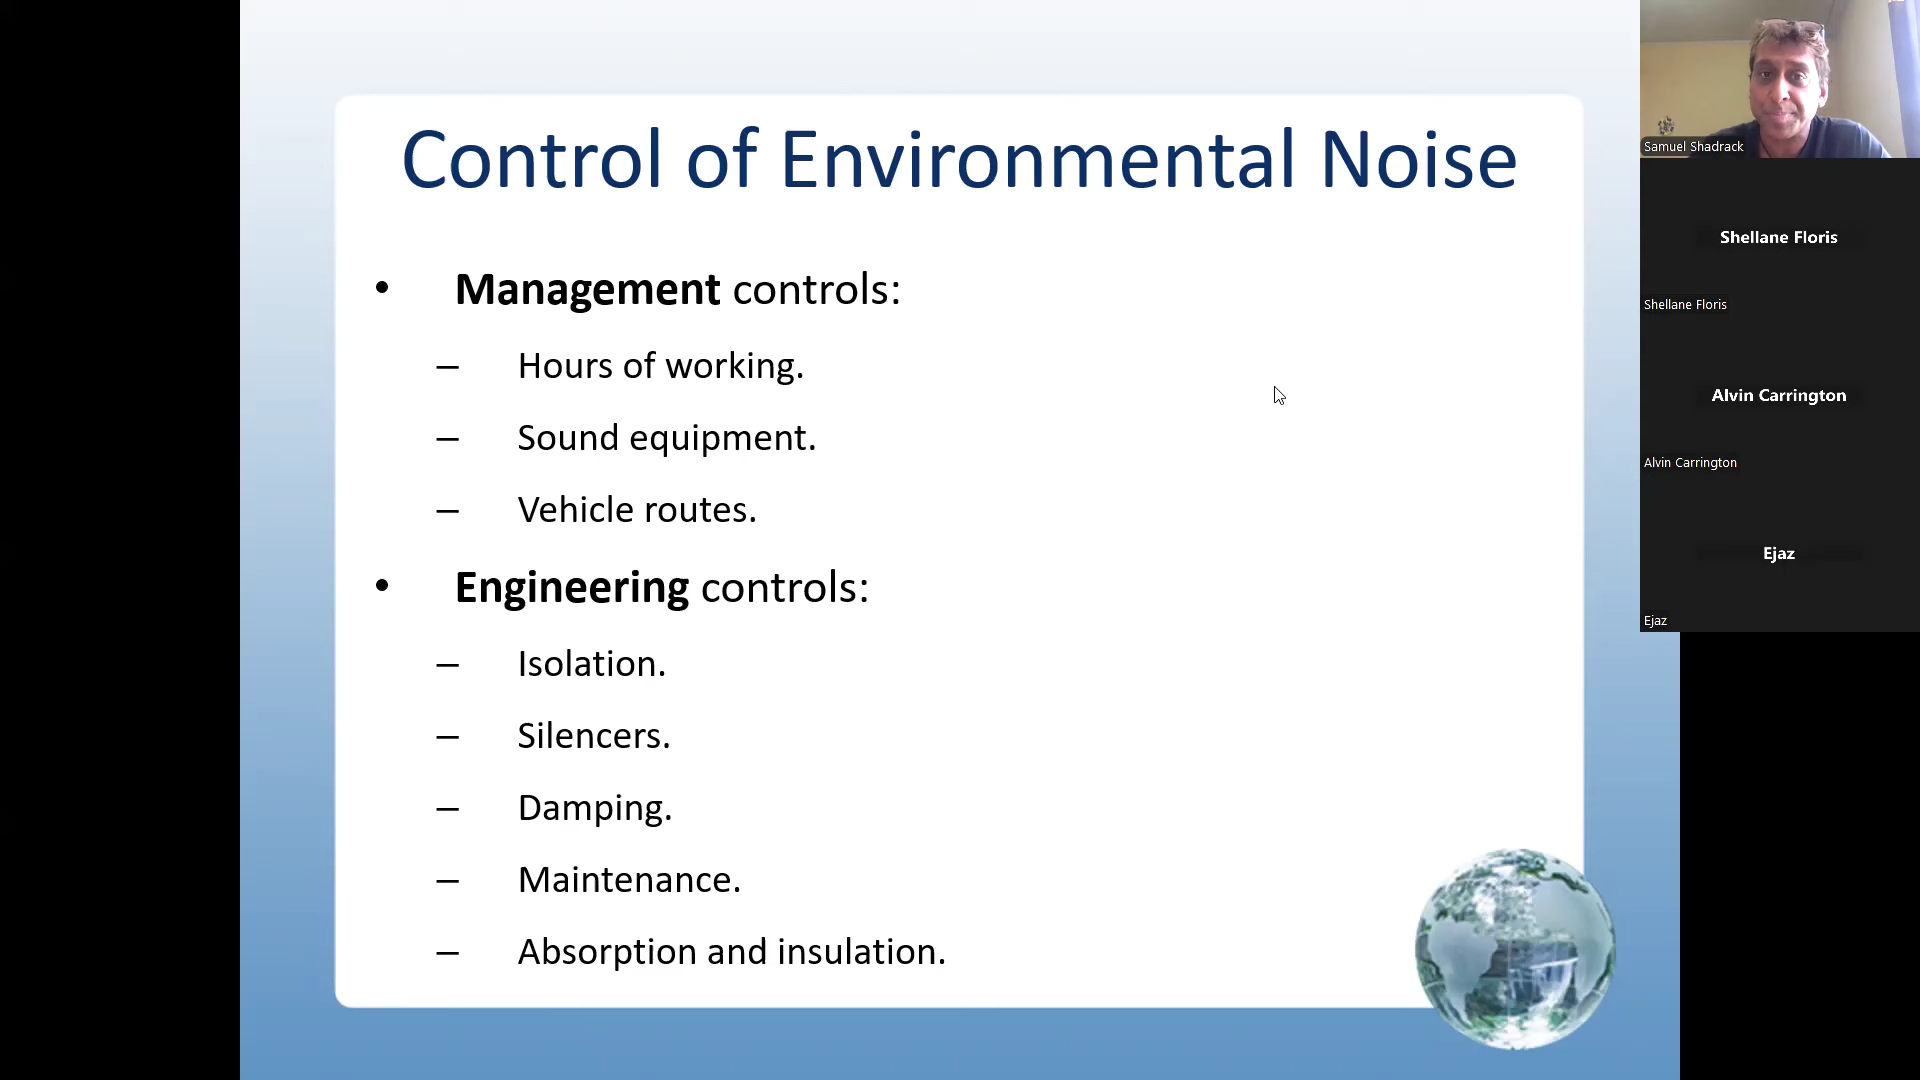 Control of Environmental Noise
• Management controls:
– Hours of working.
– Sound equipment.
– Vehicle routes.
• Engineering controls:
– Isolation.
– Silencers.
– Damping.
– Maintenance.
– Absorption and insulation.
Samuel Shadrack
Shellane Floris
Shellane Floris
Alvin Carrington
Alvin Carrington
Ejaz
Ejaz